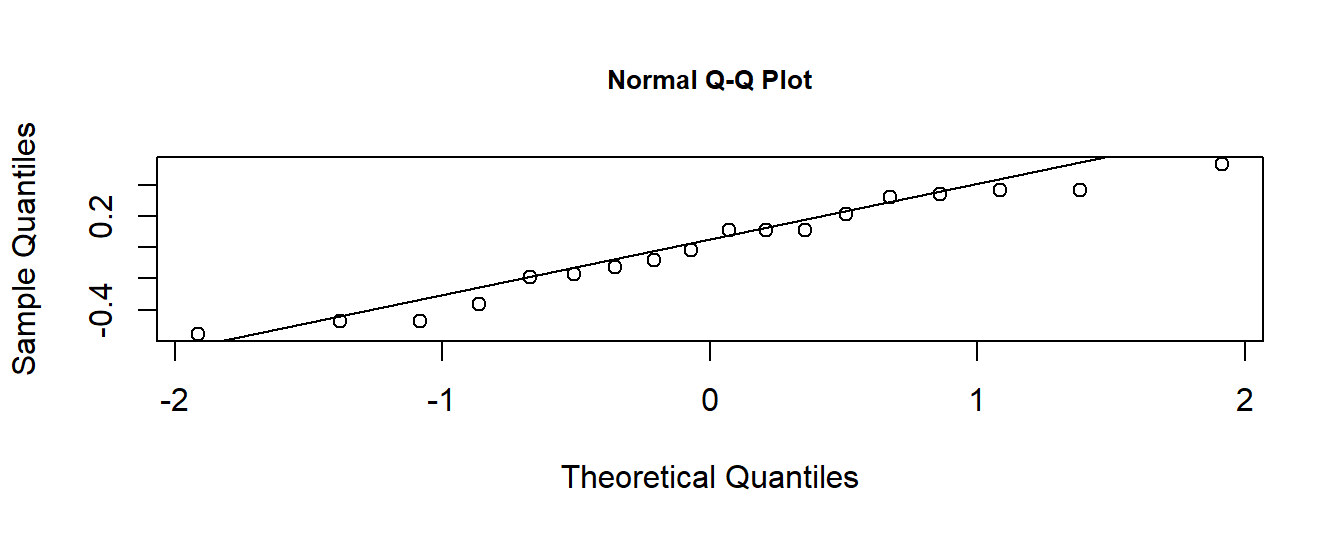 Normal Q-Q Plot
Sample Quantiles
0.2
-0.4
-2 -1 0 1 2
Theoretical Quantiles